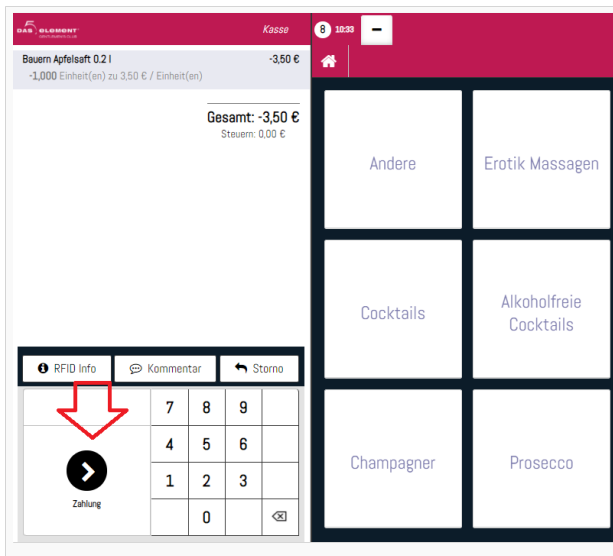 DAS ELEMENT
Kasse
8 10:33
Bauern Apfelsaft 0.2 l -3,50 €
-1,000 Einheit(en) zu 3,50 € / Einheit(en)
Gesamt: -3,50 €
Steuern: 0,00 €
RFID Info
Kommentar
Storno
7 8 9
4 5 6
1 2 3
0
Zahlung
Andere
Erotik Massagen
Cocktails
Alkoholfreie
Cocktails
Champagner
Prosecco